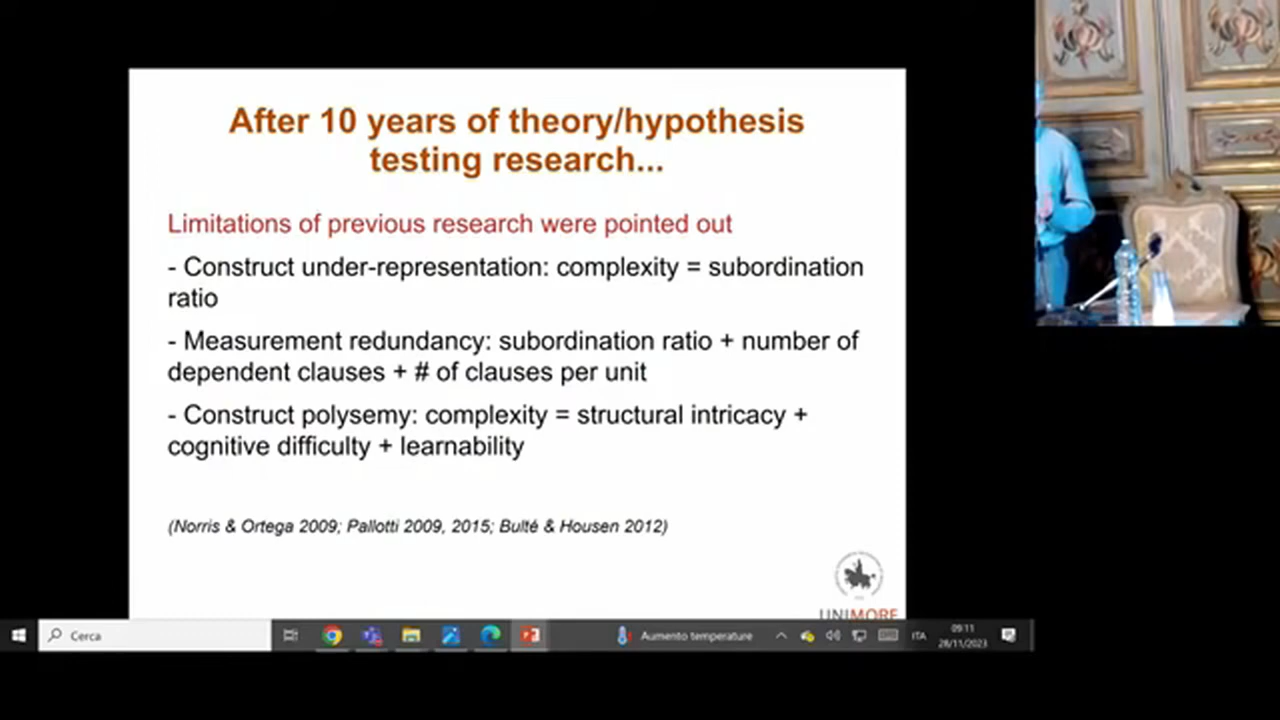 After 10 years of theory/hypothesis
testing research...
Limitations of previous research were pointed out
- Construct under-representation: complexity = subordination
ratio
- Measurement redundancy: subordination ratio + number of
dependent clauses + # of clauses per unit
- Construct polysemy: complexity = structural intricacy +
cognitive difficulty + learnability
(Norris & Ortega 2009; Pallotti 2009, 2015; Bulté & Housen 2012)
UNIMORE
Cerca
Aumento temperature
ITA
09:11
28/11/2023